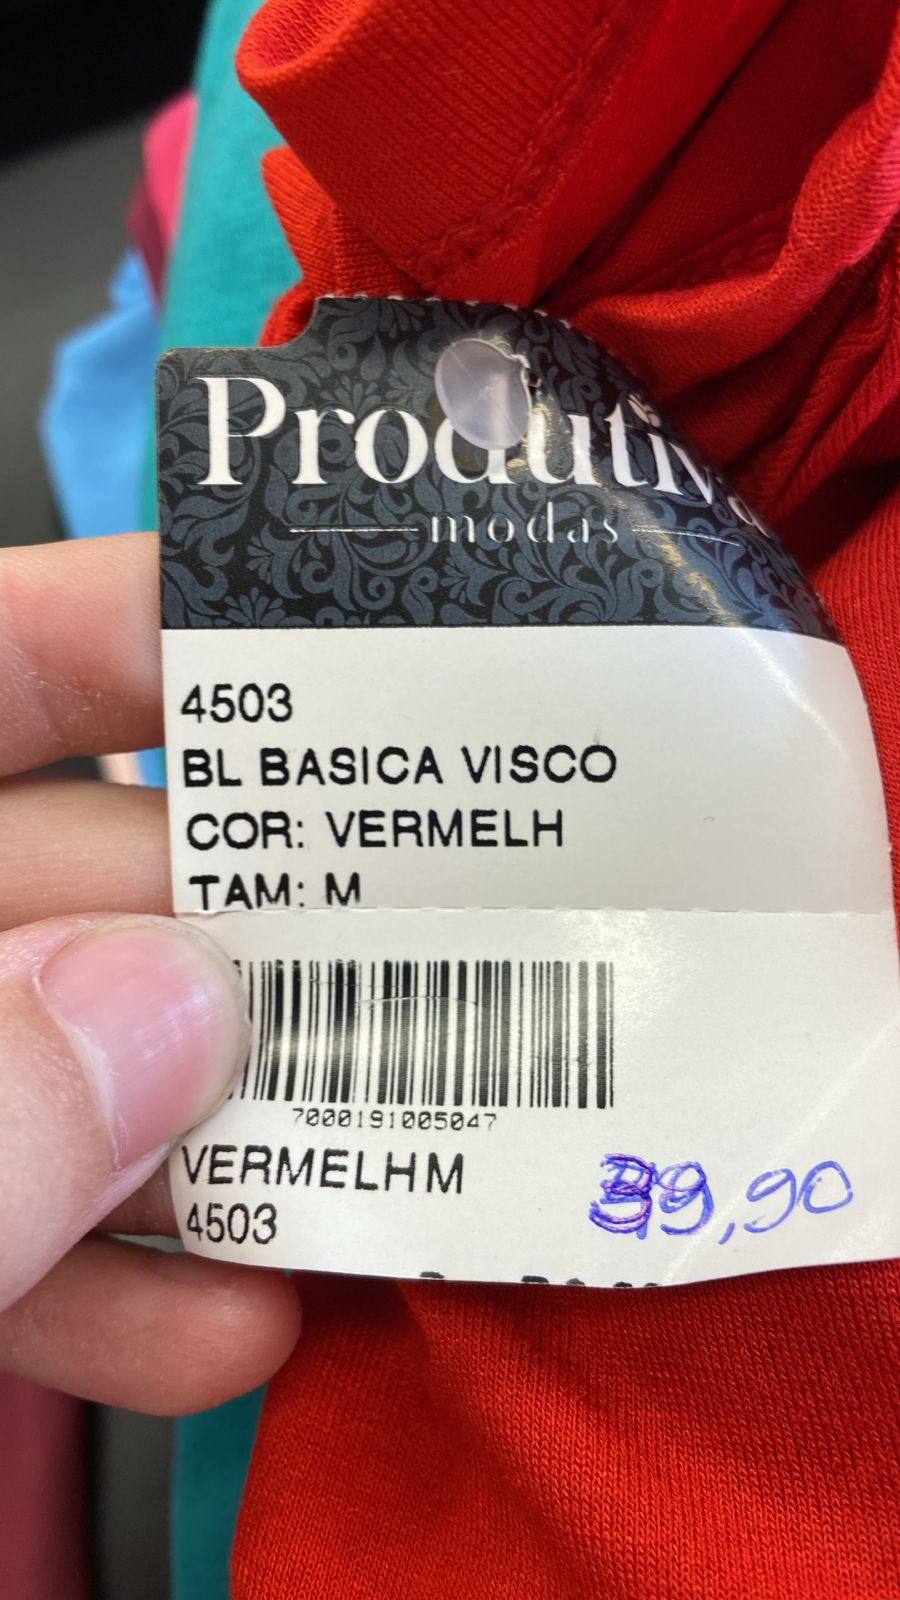 Produtiva
modas
4503
BL BASICA VISCO
COR: VERMELH
TAM: M
7000191005047
VERMELHM
4503
39,90